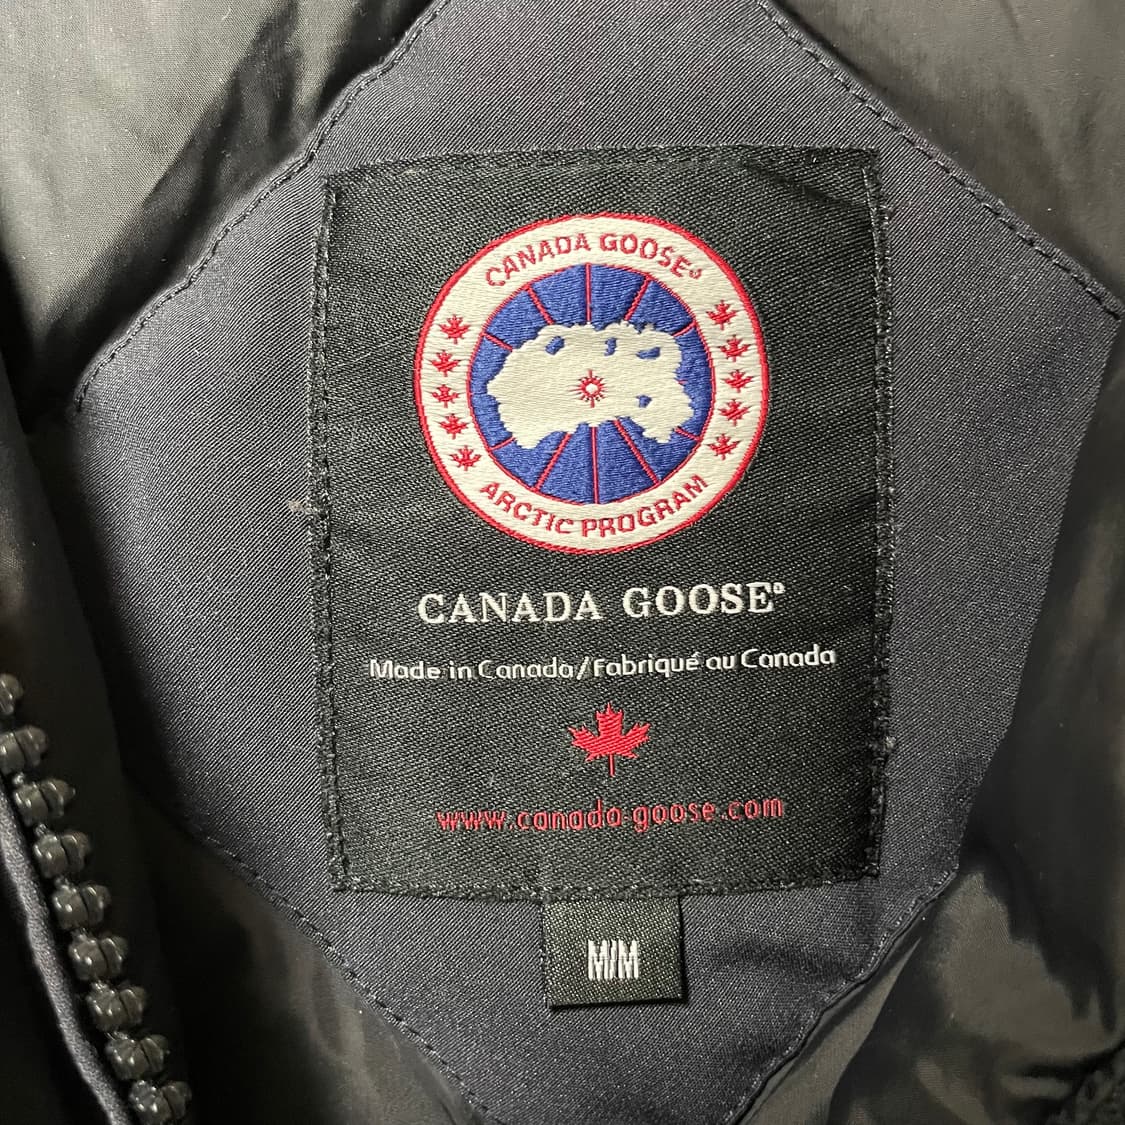 CANADA GOOSE®
ARCTIC PROGRAM
CANADA GOOSE®
Made in Canada/Fabriqué au Canada
www.canada-goose.com
M/M